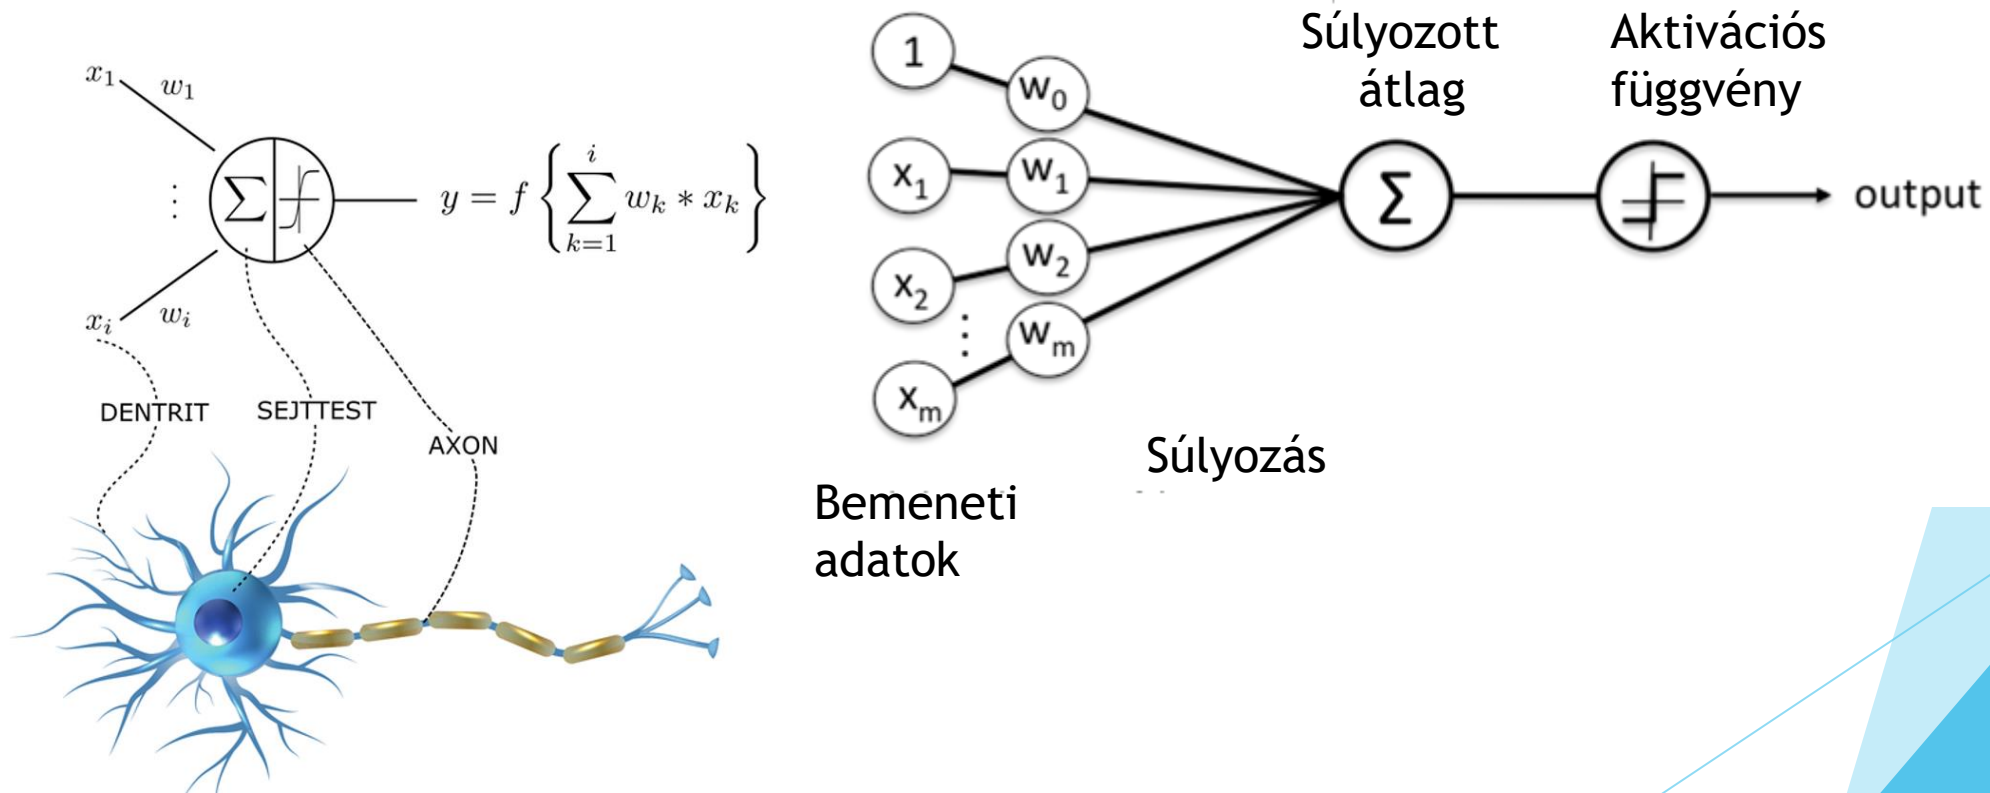 x1 w1
⋮
∑
y = f { i ∑ k=1 wk * xk }
xi wi
DENTRIT
SEJTTEST
AXON
1
w0
x1
w1
x2
w2
⋮
xm
wm
Bemeneti
adatok
Súlyozás
Súlyozott
átlag
Σ
Aktivációs
függvény
output